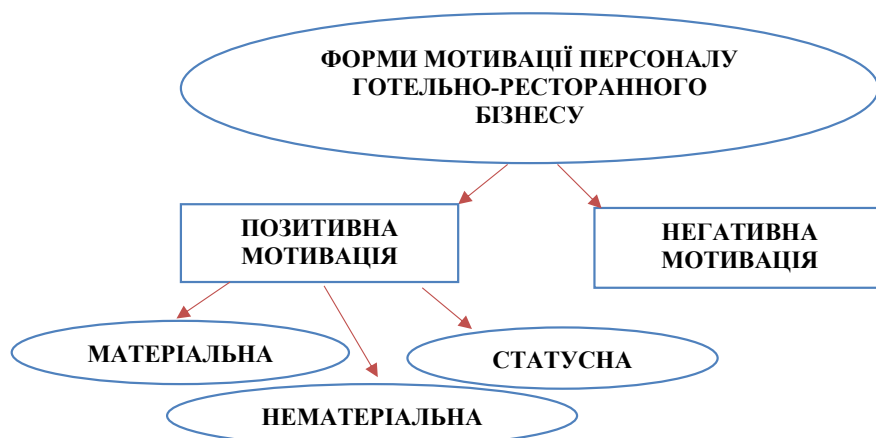 ФОРМИ МОТИВАЦІЇ ПЕРСОНАЛУ
ГОТЕЛЬНО-РЕСТОРАННОГО
БІЗНЕСУ
ПОЗИТИВНА
МОТИВАЦІЯ
НЕГАТИВНА
МОТИВАЦІЯ
МАТЕРІАЛЬНА
СТАТУСНА
НЕМАТЕРІАЛЬНА